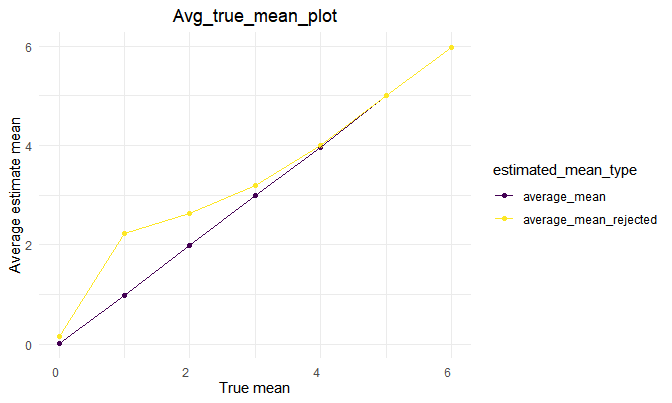 Avg_true_mean_plot
Average estimate mean
6
4
2
0
0
2
4
6
True mean
estimated_mean_type
average_mean
average_mean_rejected